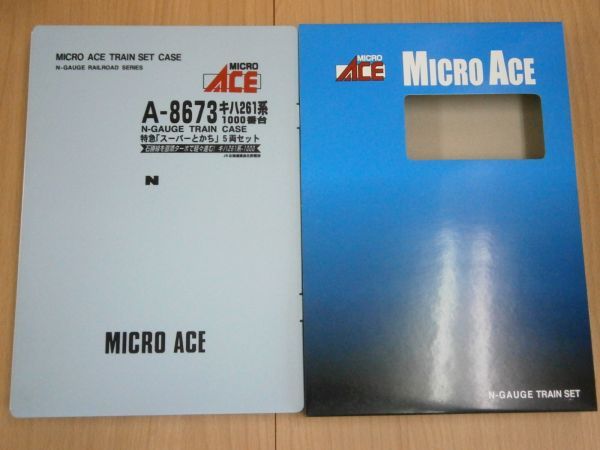 MICRO ACE TRAIN SET CASE
N-GAUGE RAILROAD SERIES
MICRO
ACE
A-8673 キハ261系
1000番台
N-GAUGE TRAIN CASE
特急「スーパーとかち」5両セット
N
MICRO ACE
MICRO
ACE
MICRO ACE
N-GAUGE TRAIN SET